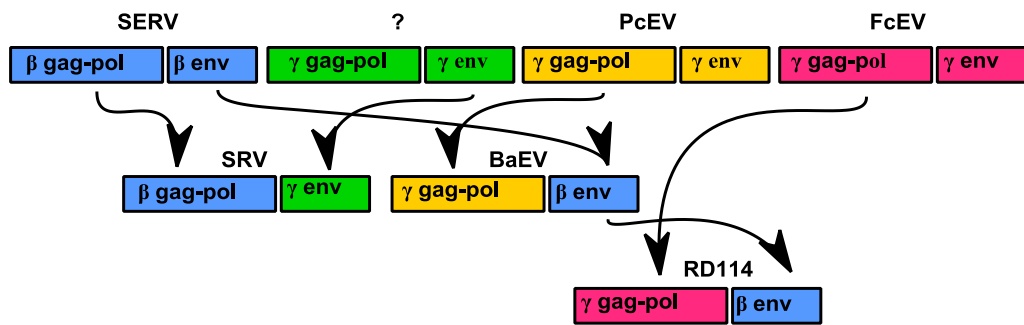 SERV ? PcEV FcEV
β gag-pol β env γ gag-pol γ env γ gag-pol γ env γ gag-pol γ env
SRV BaEV
β gag-pol γ env γ gag-pol β env
RD114
γ gag-pol β env